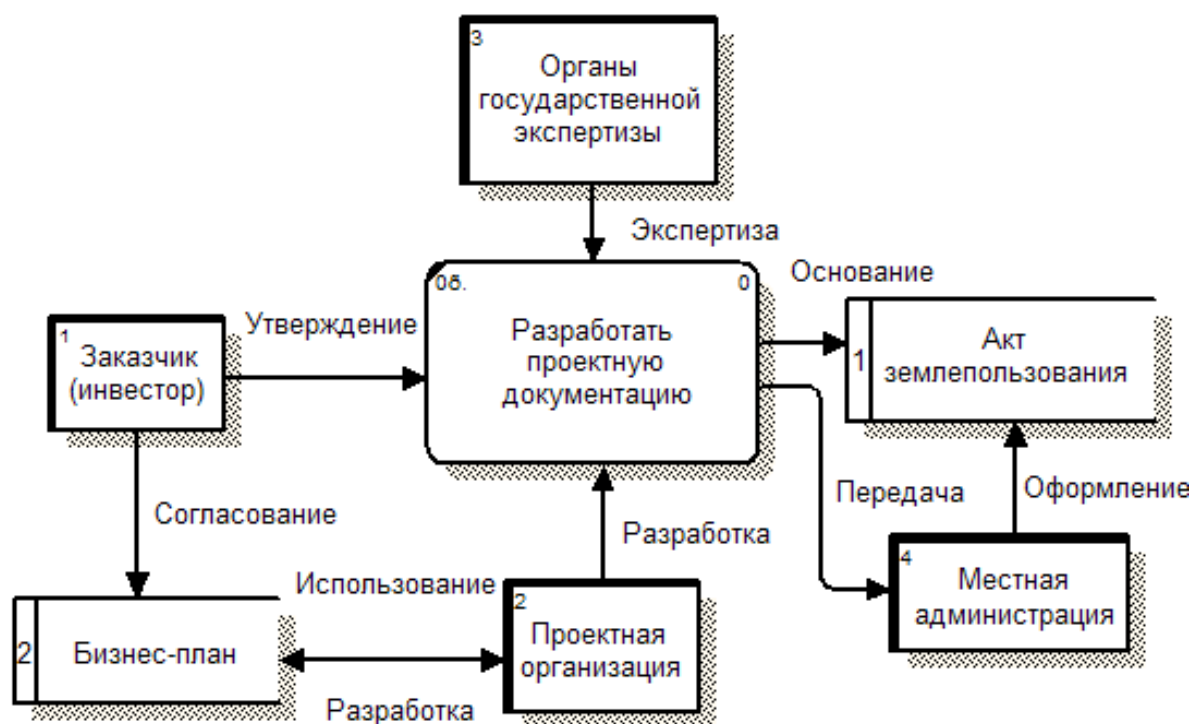 3
Органы
государственной
экспертизы
Экспертиза
Основание
0б.
0
Разработать
проектную
документацию
1
Акт
землепользования
Утверждение
1
Заказчик
(инвестор)
Согласование
Передача
Оформление
Разработка
Использование
2
Бизнес-план
2
Проектная
организация
4
Местная
администрация
Разработка